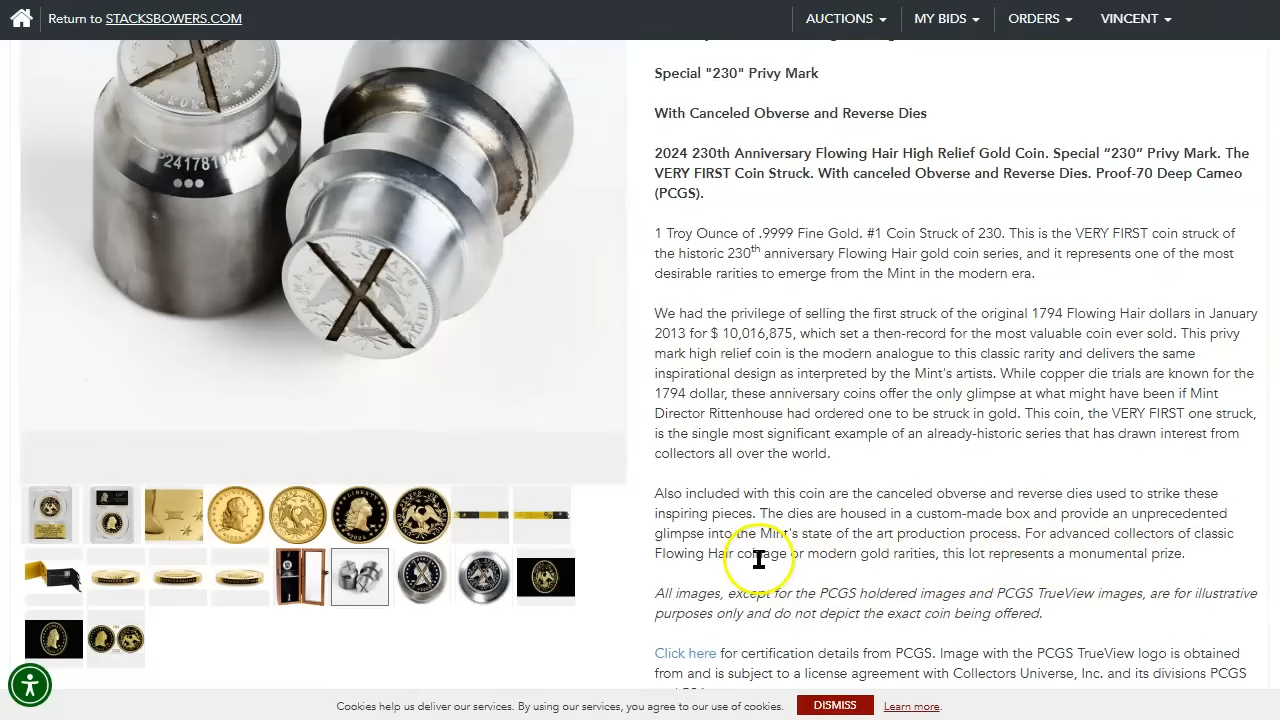 Return to STACKSBOWERS.COM
AUCTIONS
MY BIDS
ORDERS
VINCENT
241781042
Special "230" Privy Mark
With Canceled Obverse and Reverse Dies
2024 230th Anniversary Flowing Hair High Relief Gold Coin. Special “230” Privy Mark. The
VERY FIRST Coin Struck. With canceled Obverse and Reverse Dies. Proof-70 Deep Cameo
(PCGS).
1 Troy Ounce of .9999 Fine Gold. #1 Coin Struck of 230. This is the VERY FIRST coin struck of
the historic 230th anniversary Flowing Hair gold coin series, and it represents one of the most
desirable rarities to emerge from the Mint in the modern era.
We had the privilege of selling the first struck of the original 1794 Flowing Hair dollars in January
2013 for $ 10,016,875, which set a then-record for the most valuable coin ever sold. This privy
mark high relief coin is the modern analogue to this classic rarity and delivers the same
inspirational design as interpreted by the Mint's artists. While copper die trials are known for the
1794 dollar, these anniversary coins offer the only glimpse at what might have been if Mint
Director Rittenhouse had ordered one to be struck in gold. This coin, the VERY FIRST one struck,
is the single most significant example of an already-historic series that has drawn interest from
collectors all over the world.
Also included with this coin are the canceled obverse and reverse dies used to strike these
inspiring pieces. The dies are housed in a custom-made box and provide an unprecedented
glimpse into the Mint's state of the art production process. For advanced collectors of classic
Flowing Hair coinage or modern gold rarities, this lot represents a monumental prize.
All images, except for the PCGS holdered images and PCGS TrueView images, are for illustrative
purposes only and do not depict the exact coin being offered.
Click here for certification details from PCGS. Image with the PCGS TrueView logo is obtained
from and is subject to a license agreement with Collectors Universe, Inc. and its divisions PCGS
Cookies help us deliver our services. By using our services, you agree to our use of cookies.
DISMISS
Learn more.